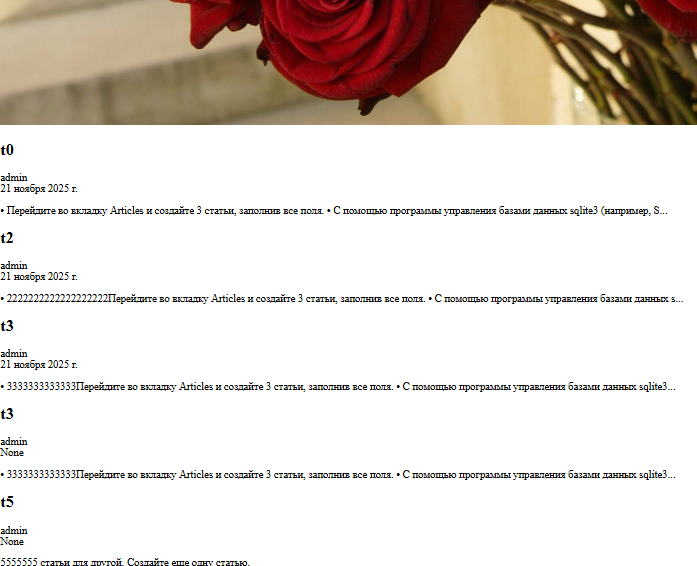 t0
admin
21 ноября 2025 г.
• Перейдите во вкладку Articles и создайте 3 статьи, заполнив все поля. • С помощью программы управления базами данных sqlite3 (например, S...
t2
admin
21 ноября 2025 г.
• 2222222222222222222Перейдите во вкладку Articles и создайте 3 статьи, заполнив все поля. • С помощью программы управления базами данных s...
t3
admin
21 ноября 2025 г.
• 3333333333333Перейдите во вкладку Articles и создайте 3 статьи, заполнив все поля. • С помощью программы управления базами данных sqlite3...
t3
admin
None
• 3333333333333Перейдите во вкладку Articles и создайте 3 статьи, заполнив все поля. • С помощью программы управления базами данных sqlite3...
t5
admin
None
5555555 статьи для другой. Создайте еще одну статью.